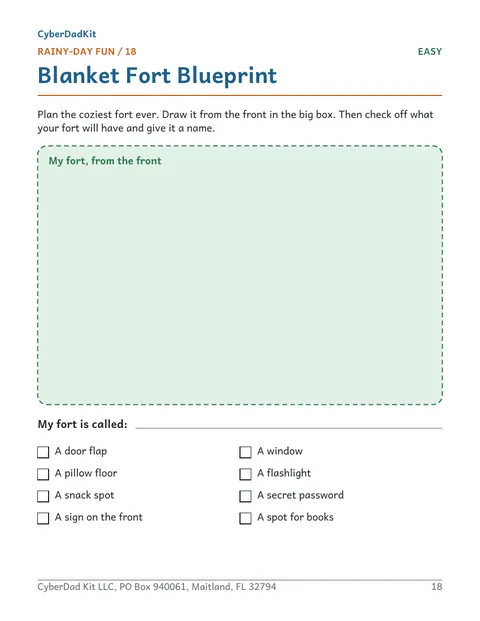 CyberDadKit
RAINY-DAY FUN / 18
EASY
Blanket Fort Blueprint
Plan the coziest fort ever. Draw it from the front in the big box. Then check off what
your fort will have and give it a name.
My fort, from the front
My fort is called:
A door flap
A window
A pillow floor
A flashlight
A snack spot
A secret password
A sign on the front
A spot for books
CyberDad Kit LLC, PO Box 940061, Maitland, FL 32794
18